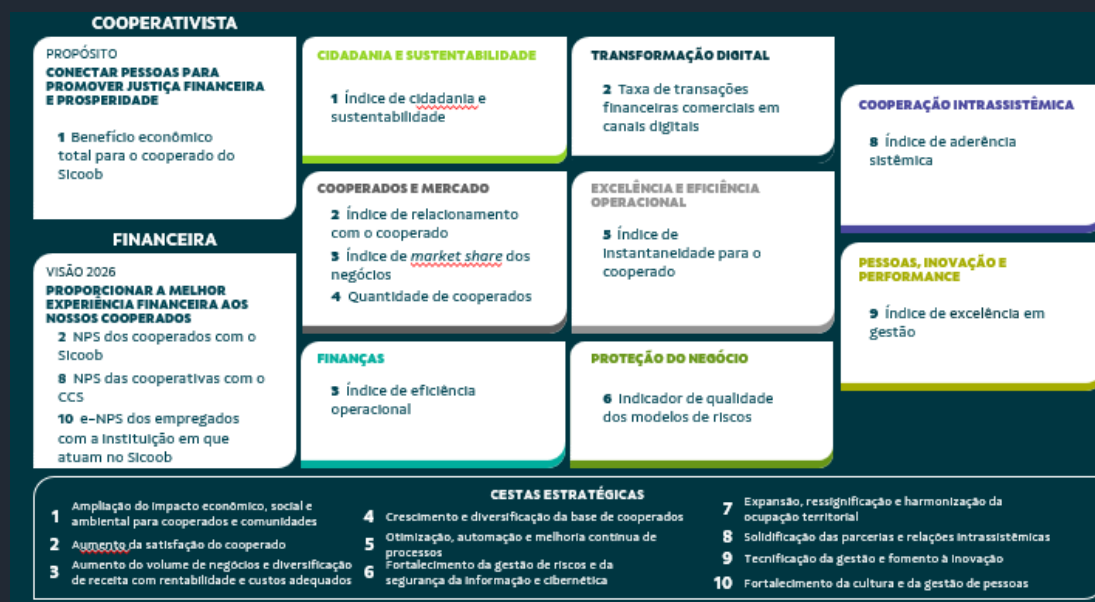 COOPERATIVISTA
PROPÓSITO
CONECTAR PESSOAS PARA
PROMOVER JUSTIÇA FINANCEIRA
E PROSPERIDADE
1 Benefício econômico
total para o cooperado do
Sicoob
FINANCEIRA
VISÃO 2026
PROPORCIONAR A MELHOR
EXPERIÊNCIA FINANCEIRA AOS
NOSSOS COOPERADOS
2 NPS dos cooperados com o
Sicoob
8 NPS das cooperativas com o
CCS
10 e-NPS dos empregados
com a instituição em que
atuam no Sicoob
CIDADANIA E SUSTENTABILIDADE
1 Índice de cidadania e
sustentabilidade
COOPERADOS E MERCADO
2 Índice de relacionamento
com o cooperado
3 Índice de market share dos
negócios
4 Quantidade de cooperados
FINANÇAS
3 Índice de eficiência
operacional
TRANSFORMAÇÃO DIGITAL
2 Taxa de transações
financeiras comerciais em
canais digitais
EXCELÊNCIA E EFICIÊNCIA
OPERACIONAL
5 Índice de
instantaneidade para o
cooperado
PROTEÇÃO DO NEGÓCIO
6 Indicador de qualidade
dos modelos de riscos
COOPERAÇÃO INTRASSISTÊMICA
8 Índice de aderência
sistêmica
PESSOAS, INOVAÇÃO E
PERFORMANCE
9 Índice de excelência em
gestão
CESTAS ESTRATÉGICAS
1 Ampliação do impacto econômico, social e
ambiental para cooperados e comunidades
2 Aumento da satisfação do cooperado
3 Aumento do volume de negócios e diversificação
de receita com rentabilidade e custos adequados
4 Crescimento e diversificação da base de cooperados
5 Otimização, automação e melhoria contínua de
processos
6 Fortalecimento da gestão de riscos e da
segurança da informação e cibernética
7 Expansão, ressignificação e harmonização da
ocupação territorial
8 Solidificação das parcerias e relações intrassistêmicas
9 Tecnificação da gestão e fomento à inovação
10 Fortalecimento da cultura e da gestão de pessoas